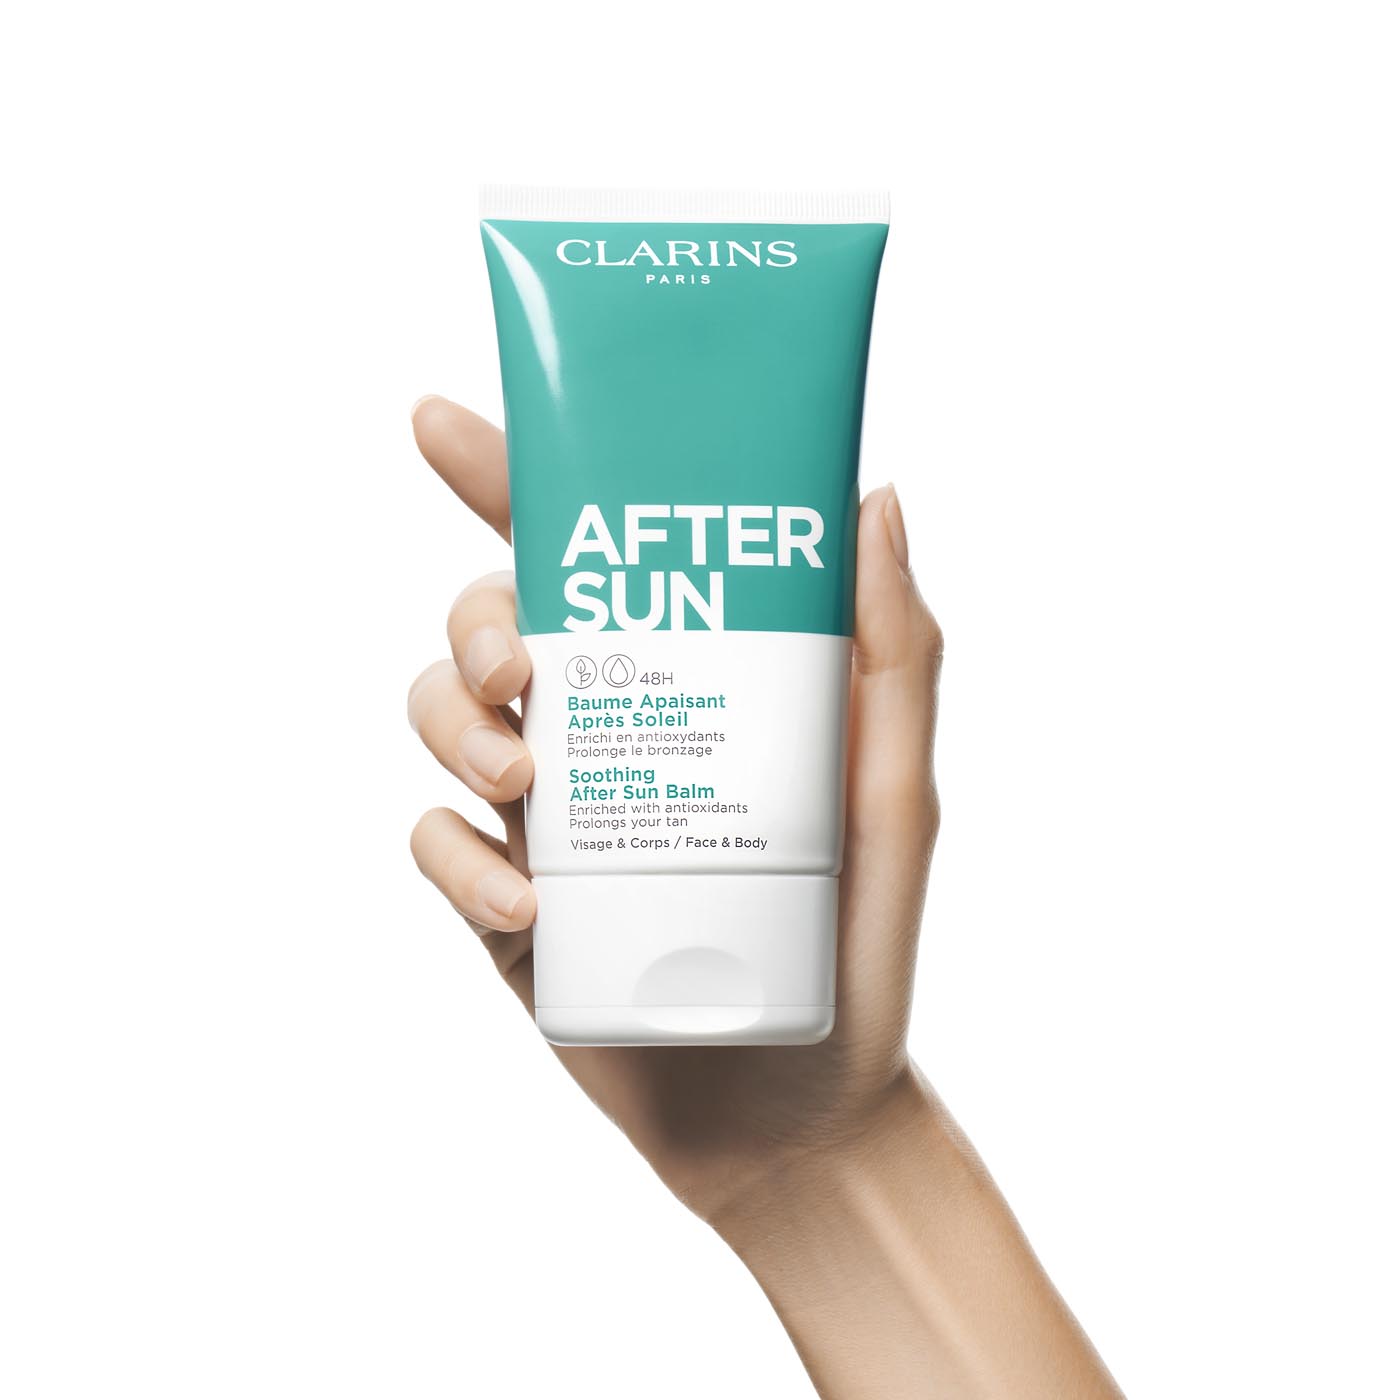 CLARINS
PARIS
AFTER
SUN
48H
Baume Apaisant
Après Soleil
Enrichi en antioxydants
Prolonge le bronzage
Soothing
After Sun Balm
Enriched with antioxidants
Prolongs your tan
Visage & Corps / Face & Body